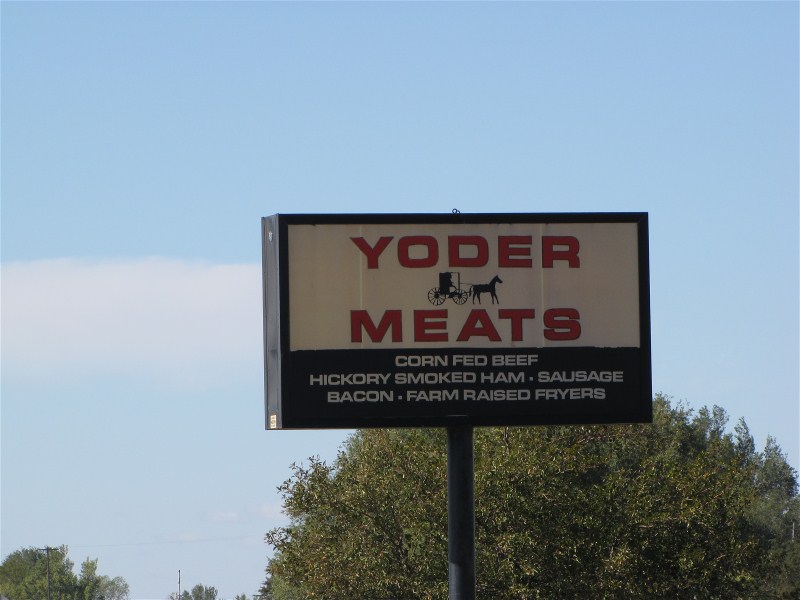 YODER
MEATS
CORN FED BEEF
HICKORY SMOKED HAM · SAUSAGE
BACON · FARM RAISED FRYERS